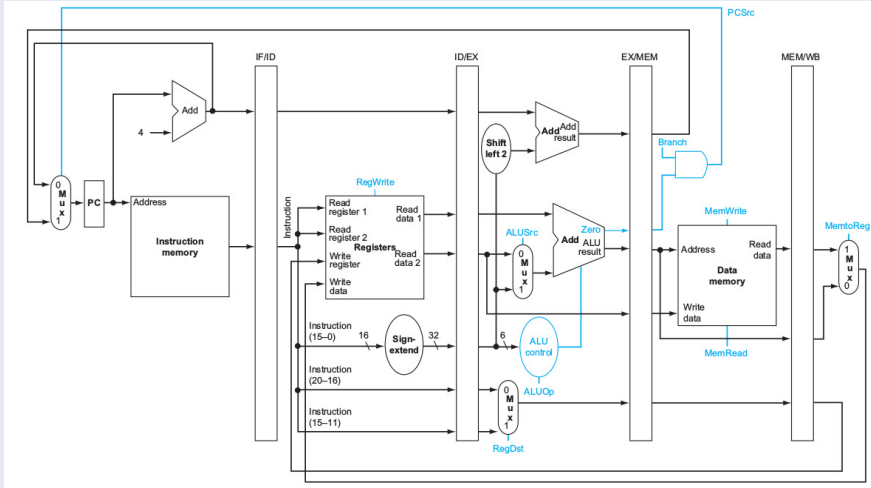 PCSrc
IF/ID
ID/EX
EX/MEM
MEM/WB
Add
4
Shift
left 2
Add
Add
result
Branch
0
M
u
x
1
PC
Address
Instruction
memory
Instruction
RegWrite
Read
register 1
Read
register 2
Write
register
Write
data
Registers
Read
data 1
Read
data 2
ALUSrc
0
M
u
x
1
Add
Zero
ALU
result
MemWrite
Address
Read
data
Data
memory
Write
data
MemRead
MemtoReg
1
M
u
x
0
Instruction
(15–0)
16
Sign-
extend
32
6
ALU
control
ALUOp
Instruction
(20–16)
Instruction
(15–11)
0
M
u
x
1
RegDst